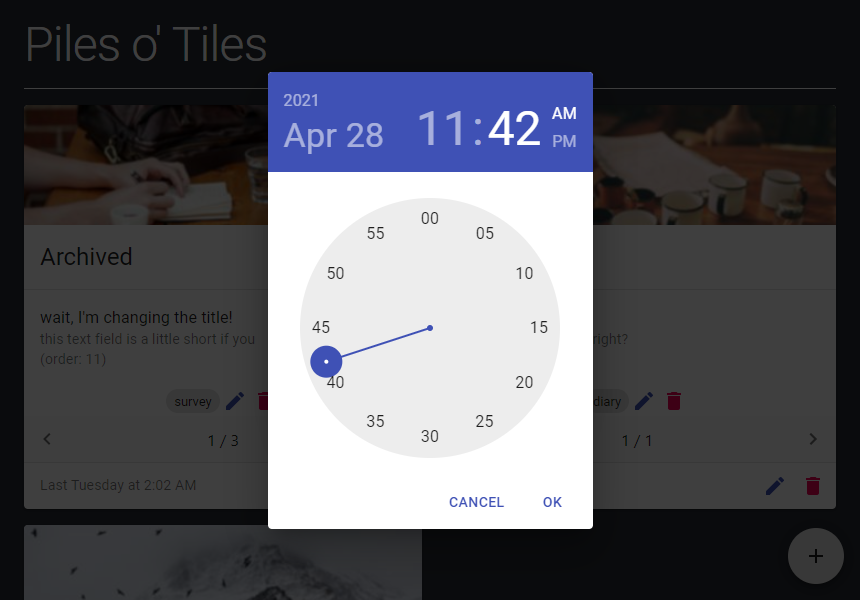 Piles o' Tiles
2021
Apr 28 11:42 AM
PM
00
55 05
50 10
45 15
40 20
35 25
30
CANCEL OK
Archived
wait, I'm changing the title!
this text field is a little short if you
(order: 11)
survey
1 / 3
Last Tuesday at 2:02 AM
right?
diary
1 / 1